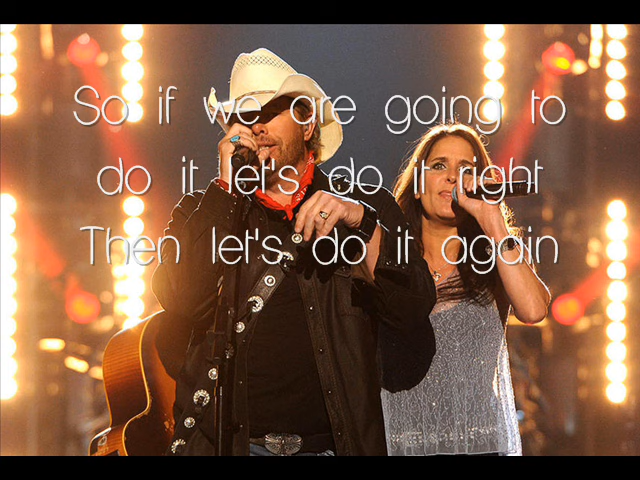 So if we are going to
do it let's do it right
Then let's do it again